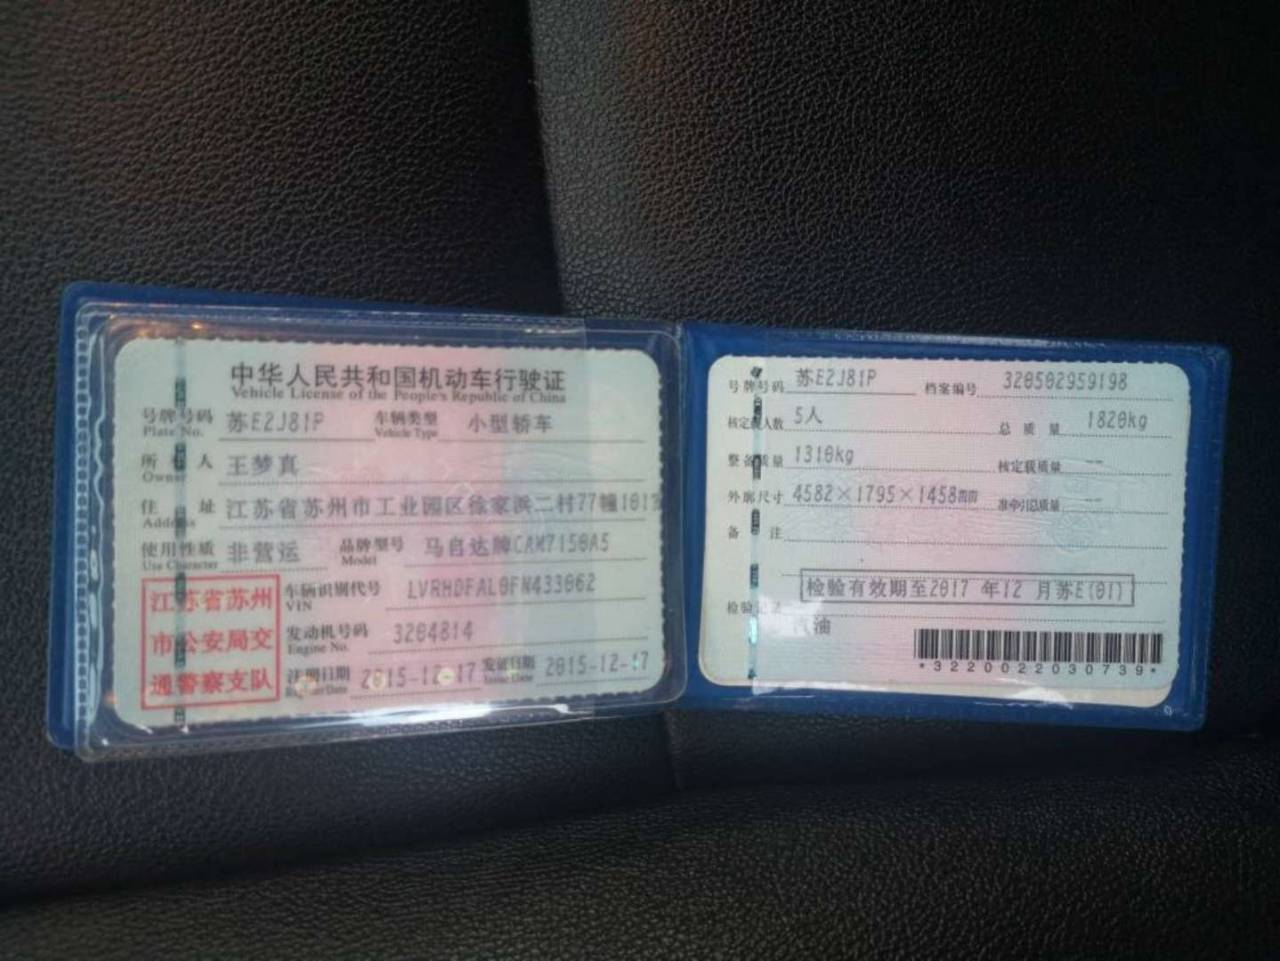 中华人民共和国机动车行驶证
Vehicle License of the People's Republic of China
号牌号码 苏E2J81P 车辆类型 小型轿车
Plate No. Vehicle Type
所有人 王梦真
Owner
住址 江苏省苏州市工业园区徐家浜二村77幢101
Address
使用性质 非营运 品牌型号 马自达牌CAM7150A5
Use Character Model
江苏省苏州
市公安局交
通警察支队
车辆识别代号 LVRHDFAL0FN433062
VIN
发动机号码 3204814
Engine No.
注册日期 2015-12-17 发证日期 2015-12-17
Register Date Issue Date
号牌号码 苏E2J81P 档案编号 320502959198
核定载人数 5人 总质量 1820kg
整备质量 1310kg 核定载质量 --
外廓尺寸 4582×1795×1458mm 准牵引总质量 --
备注
检验有效期至2017 年12 月苏E(01)
检验记录
汽油
*3220022030739*